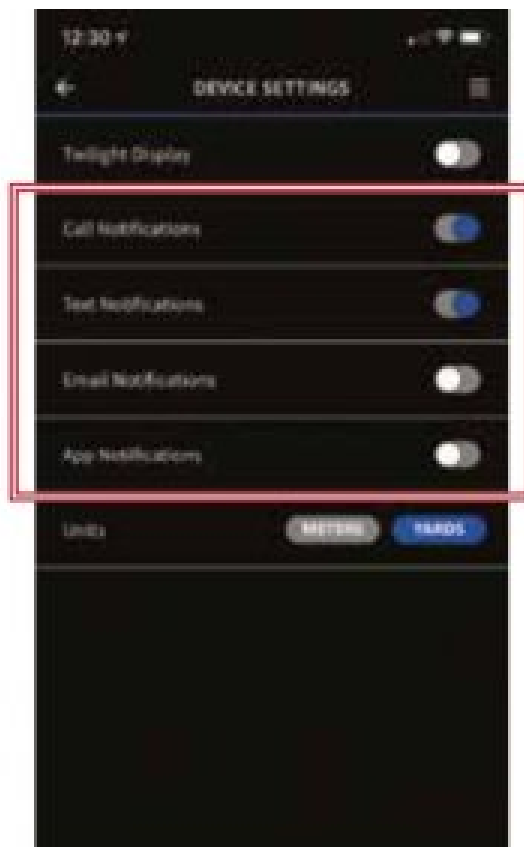 12:30
DEVICE SETTINGS
Twilight Display
Call Notifications
Text Notifications
Email Notifications
App Notifications
Units METERS YARDS